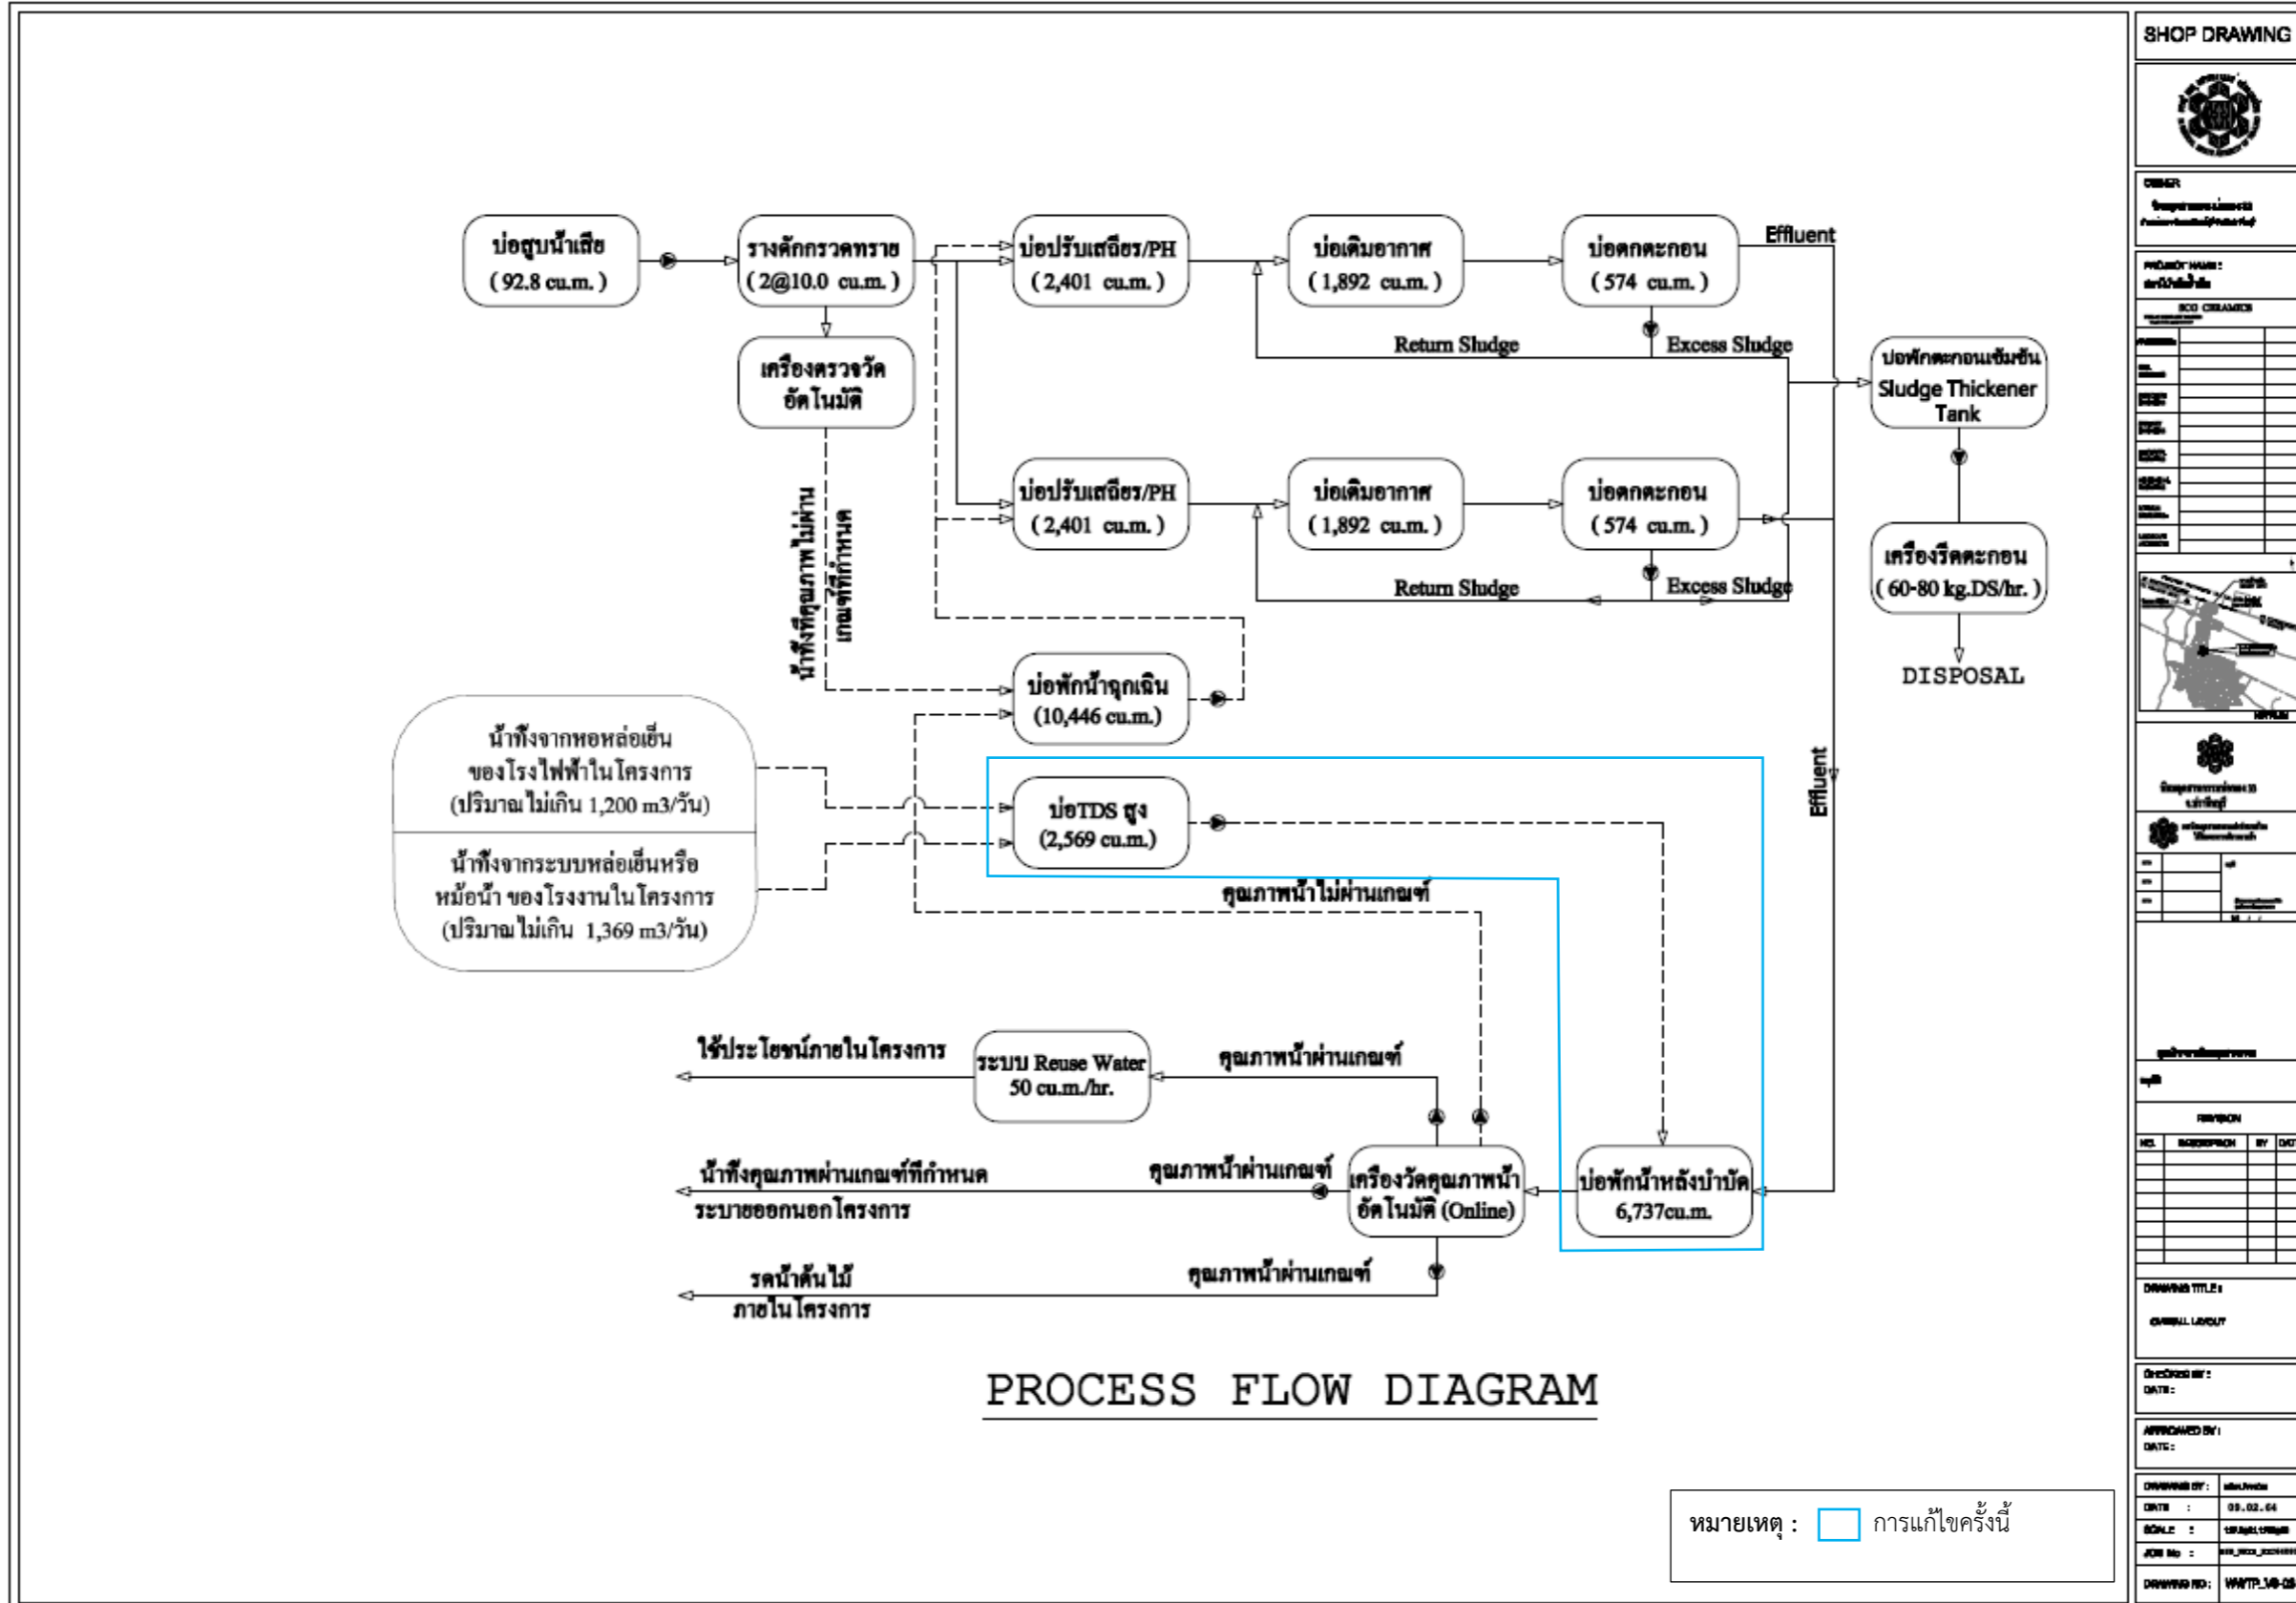 SHOP DRAWING
บ่อสูบน้ำเสีย
( 92.8 cu.m. )
รางดักกรวดทราย
( 2@10.0 cu.m. )
บ่อปรับเสถียร/PH
( 2,401 cu.m. )
บ่อเติมอากาศ
( 1,892 cu.m. )
บ่อตกตะกอน
( 574 cu.m. )
Effluent
เครื่องตรวจวัด
อัตโนมัติ
Return Sludge
Excess Sludge
บ่อพักตะกอนเข้มข้น
Sludge Thickener
Tank
บ่อปรับเสถียร/PH
( 2,401 cu.m. )
บ่อเติมอากาศ
( 1,892 cu.m. )
บ่อตกตะกอน
( 574 cu.m. )
Return Sludge
Excess Sludge
เครื่องรีดตะกอน
( 60-80 kg.DS/hr. )
DISPOSAL
น้ำทิ้งที่คุณภาพไม่ผ่าน
เกณฑ์ที่กำหนด
บ่อพักน้ำฉุกเฉิน
(10,446 cu.m.)
น้ำทิ้งจากหอหล่อเย็น
ของโรงไฟฟ้าในโครงการ
(ปริมาณไม่เกิน 1,200 m3/วัน)
น้ำทิ้งจากระบบหล่อเย็นหรือ
หม้อน้ำ ของโรงงานในโครงการ
(ปริมาณไม่เกิน 1,369 m3/วัน)
บ่อTDS สูง
(2,569 cu.m.)
Effluent
คุณภาพน้ำไม่ผ่านเกณฑ์
ใช้ประโยชน์ภายในโครงการ
ระบบ Reuse Water
50 cu.m./hr.
คุณภาพน้ำผ่านเกณฑ์
น้ำทิ้งคุณภาพผ่านเกณฑ์ที่กำหนด
ระบายออกนอกโครงการ
คุณภาพน้ำผ่านเกณฑ์
เครื่องวัดคุณภาพน้ำ
อัตโนมัติ (Online)
บ่อพักน้ำหลังบำบัด
6,737cu.m.
รดน้ำต้นไม้
ภายในโครงการ
คุณภาพน้ำผ่านเกณฑ์
PROCESS FLOW DIAGRAM
หมายเหตุ : การแก้ไขครั้งนี้
OWNER
PROJECT NAME :
REVISION
NO. DESCRIPTION BY
DRAWING TITLE :
OVERALL LAYOUT
CHECKED BY :
DATE :
DATE :
DRAWING BY :
DATE : 09.02.64
SCALE :
JOB No :
DRAWING NO :